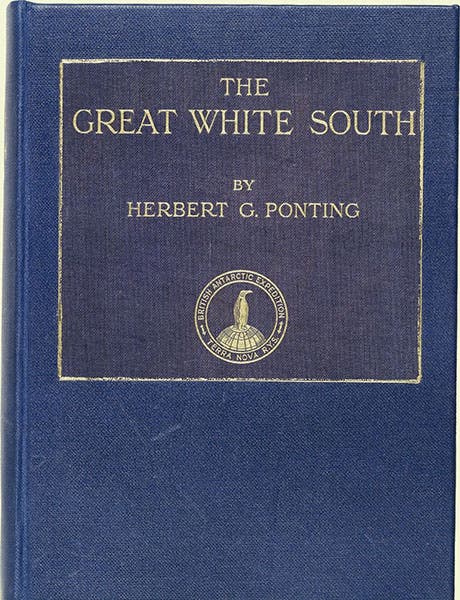 THE
GREAT WHITE SOUTH
BY
HERBERT G. PONTING
BRITISH ANTARCTIC EXPEDITION
TERRA NOVA R.Y.S.